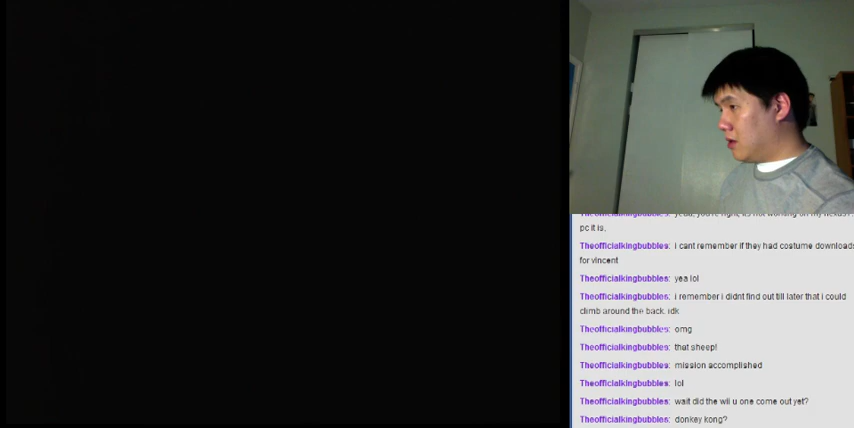 pc it is,
Theofficialkingbubbles: i cant remember if they had costume downloads
for vincent
Theofficialkingbubbles: yea lol
Theofficialkingbubbles: i remember i didnt find out till later that i could
climb around the back. idk
Theofficialkingbubbles: omg
Theofficialkingbubbles: that sheep!
Theofficialkingbubbles: mission accomplished
Theofficialkingbubbles: lol
Theofficialkingbubbles: wait did the wii u one come out yet?
Theofficialkingbubbles: donkey kong?